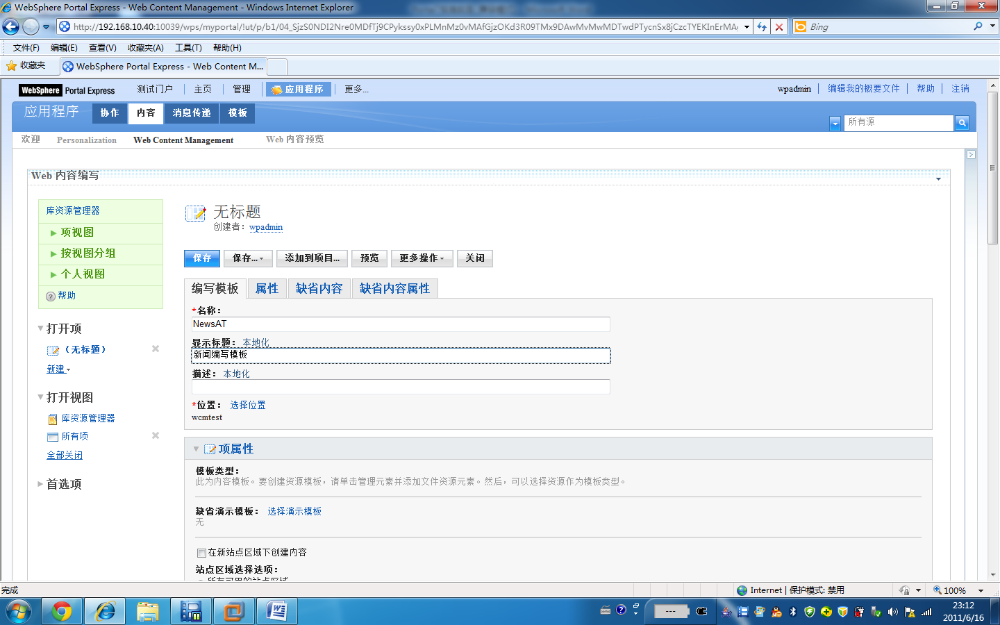 WebSphere Portal Express - Web Content Management - Windows Internet Explorer
http://192.168.10.40:10039/wps/myportal/!ut/p/b1/04_SjzS0NDI2Nre0MDfTj9CPykssy0xPLMnMz0vMAfGjzOKd3R09TMx9DAwMvMwMDTwdPTycnSx8jCzcTYEKInErMA
Bing
文件(F) 编辑(E) 查看(V) 收藏夹(A) 工具(T) 帮助(H)
收藏夹 WebSphere Portal Express - Web Content M...
WebSphere Portal Express 测试门户 主页 管理 应用程序 更多... wpadmin 编辑我的概要文件 帮助 注销
应用程序 协作 内容 消息传递 模板
所有源
欢迎 Personalization Web Content Management Web 内容预览
Web 内容编写
库资源管理器
项视图
按视图分组
个人视图
帮助
打开项
（无标题）
新建
打开视图
库资源管理器
所有项
全部关闭
首选项
无标题
创建者： wpadmin
保存 保存... 添加到项目... 预览 更多操作 关闭
编写模板 属性 缺省内容 缺省内容属性
*名称：
NewsAT
显示标题： 本地化
新闻编写模板
描述： 本地化
*位置： 选择位置
wcmtest
项属性
模板类型：
此为内容模板。要创建资源模板，请单击管理元素并添加文件资源元素。然后，可以选择资源作为模板类型。
缺省演示模板： 选择演示模板
无
在新站点区域下创建内容
站点区域选择选项：
所有可用的站点区域
完成
Internet | 保护模式: 禁用
100%
---
23:12
2011/6/16